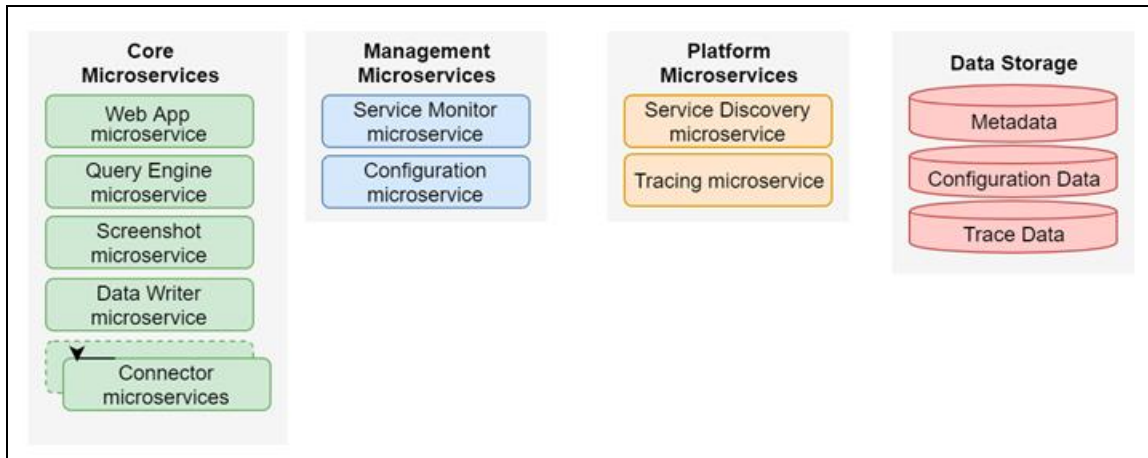 Core
Microservices
Web App
microservice
Query Engine
microservice
Screenshot
microservice
Data Writer
microservice
Connector
microservices
Management
Microservices
Service Monitor
microservice
Configuration
microservice
Platform
Microservices
Service Discovery
microservice
Tracing microservice
Data Storage
Metadata
Configuration Data
Trace Data